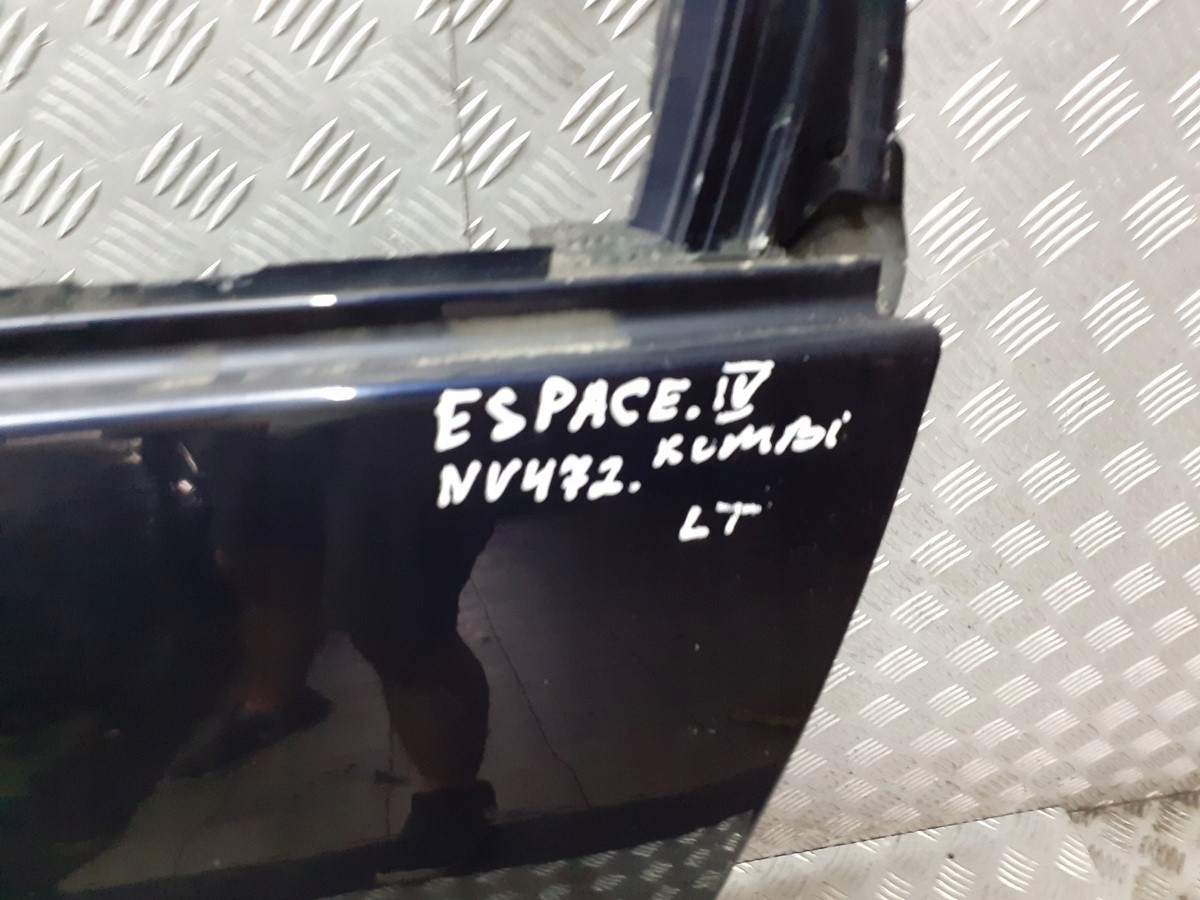 ESPACE. IV
NV472. KOMBI
LT